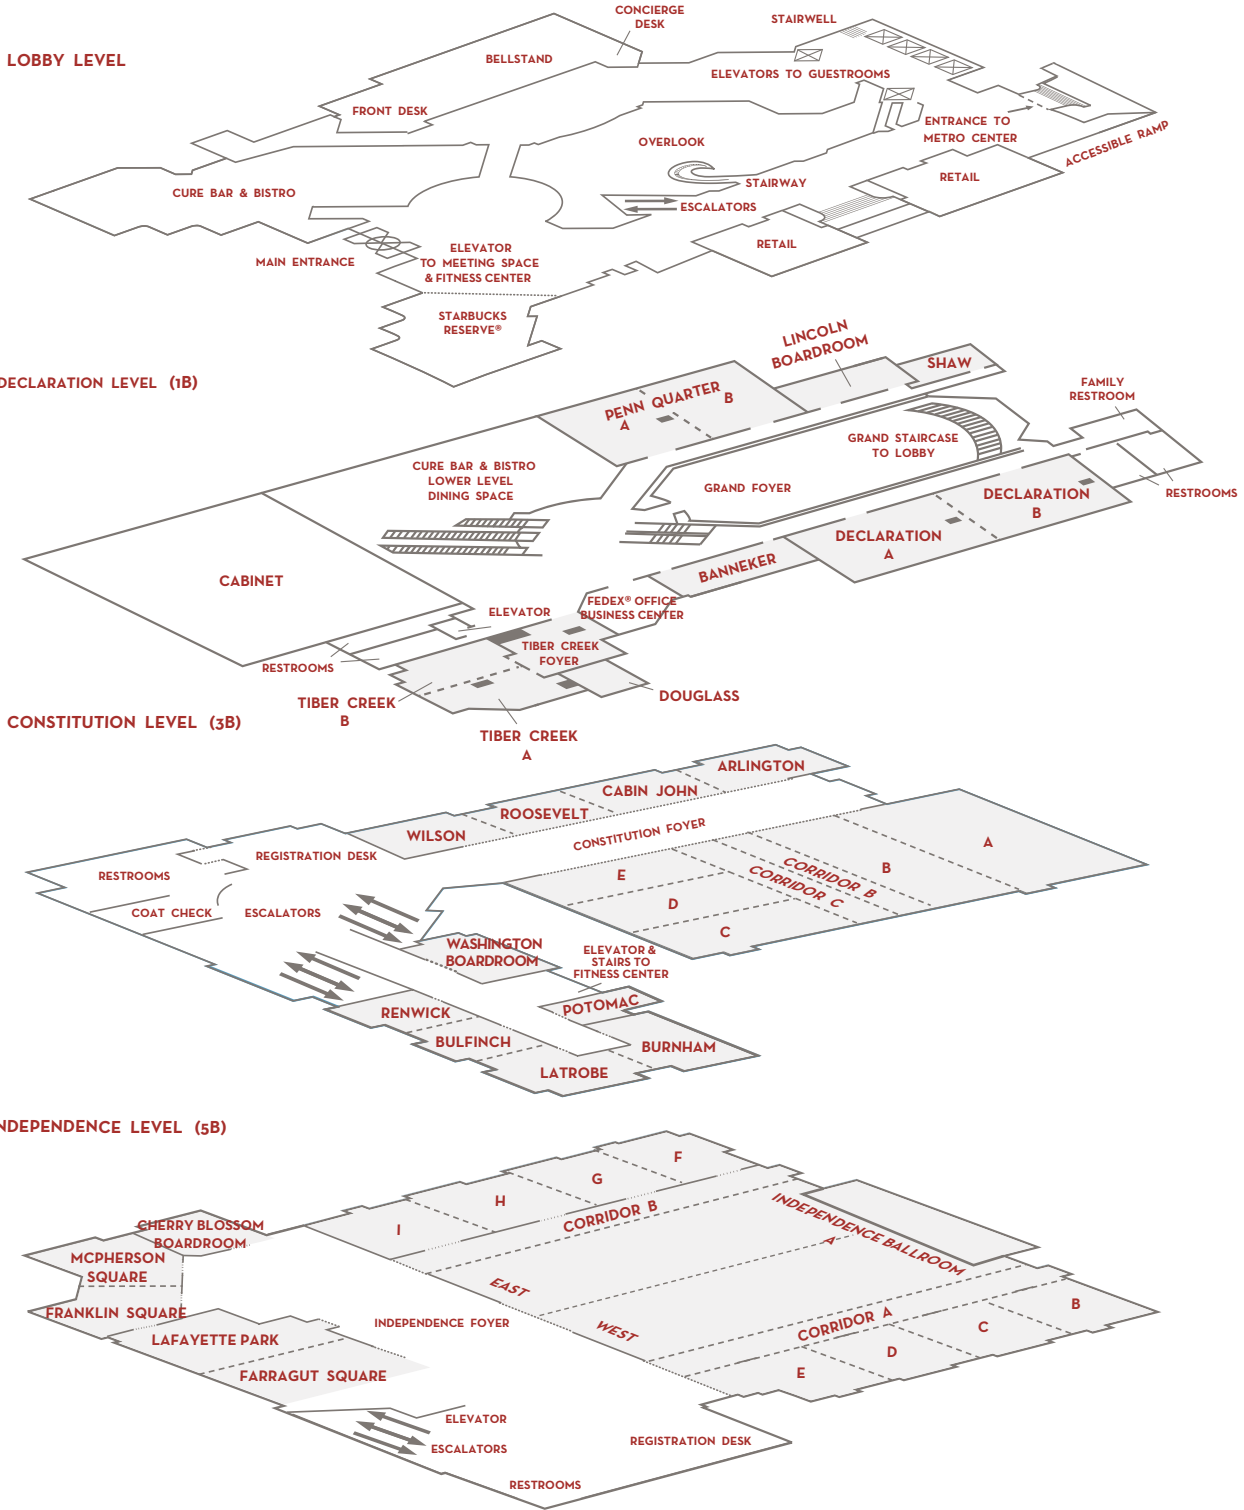 LOBBY LEVEL
CONCIERGE
DESK
STAIRWELL
BELLSTAND
ELEVATORS TO GUESTROOMS
FRONT DESK
ENTRANCE TO
METRO CENTER
OVERLOOK
ACCESSIBLE RAMP
CURE BAR & BISTRO
STAIRWAY
RETAIL
ESCALATORS
RETAIL
MAIN ENTRANCE
ELEVATOR
TO MEETING SPACE
& FITNESS CENTER
STARBUCKS
RESERVE®
DECLARATION LEVEL (1B)
LINCOLN
BOARDROOM
SHAW
FAMILY
RESTROOM
PENN QUARTER
A
B
GRAND STAIRCASE
TO LOBBY
CURE BAR & BISTRO
LOWER LEVEL
DINING SPACE
GRAND FOYER
DECLARATION
B
RESTROOMS
DECLARATION
A
BANNEKER
CABINET
FEDEX® OFFICE
BUSINESS CENTER
ELEVATOR
TIBER CREEK
FOYER
RESTROOMS
TIBER CREEK
B
DOUGLASS
TIBER CREEK
A
CONSTITUTION LEVEL (3B)
ARLINGTON
CABIN JOHN
ROOSEVELT
WILSON
CONSTITUTION FOYER
A
REGISTRATION DESK
RESTROOMS
E
B
CORRIDOR B
CORRIDOR C
D
COAT CHECK
ESCALATORS
C
WASHINGTON
BOARDROOM
ELEVATOR &
STAIRS TO
FITNESS CENTER
POTOMAC
RENWICK
BULFINCH
BURNHAM
LATROBE
NDEPENDENCE LEVEL (5B)
F
G
H
I
CORRIDOR B
INDEPENDENCE BALLROOM
A
CHERRY BLOSSOM
BOARDROOM
MCPHERSON
SQUARE
EAST
WEST
FRANKLIN SQUARE
INDEPENDENCE FOYER
LAFAYETTE PARK
FARRAGUT SQUARE
CORRIDOR A
B
C
D
E
ELEVATOR
ESCALATORS
REGISTRATION DESK
RESTROOMS